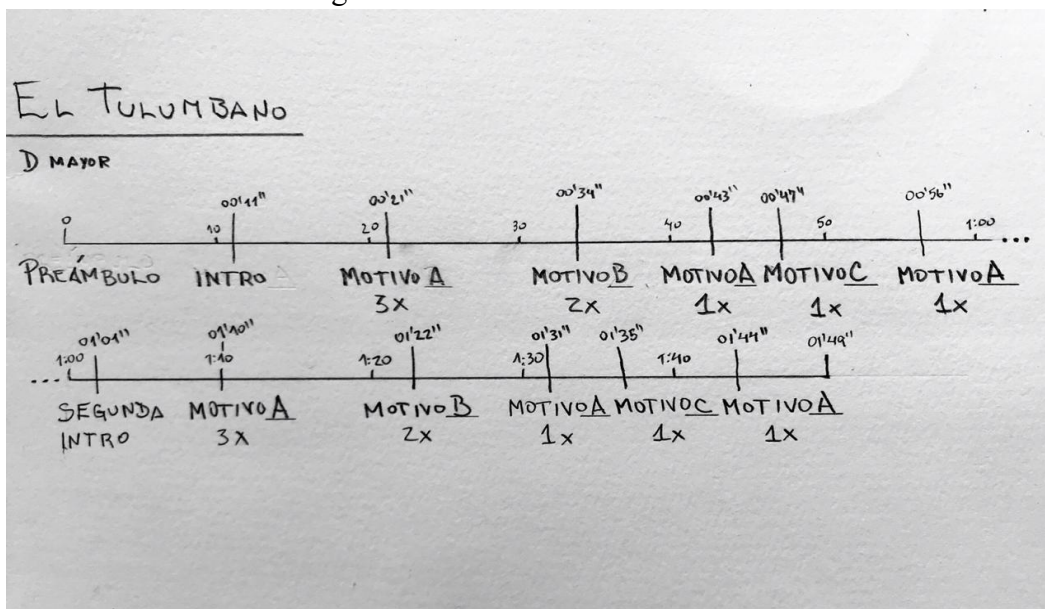 EL TULUMBANO
D MAYOR
00'11" 00'21" 00'34" 00'43" 00'47" 00'56"
0 10 20 30 40 50 1:00 ...
PREÁMBULO INTRO MOTIVO A MOTIVO B MOTIVO A MOTIVO C MOTIVO A
3x 2x 1x 1x 1x
01'01" 01'10" 01'22" 01'31" 01'35" 01'44" 01'49"
... 1:00 1:10 1:20 1:30 1:40
SEGUNDA MOTIVO A MOTIVO B MOTIVO A MOTIVO C MOTIVO A
INTRO 3x 2x 1x 1x 1x